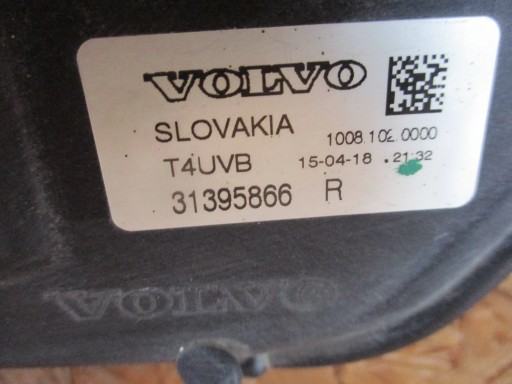 VOLVO
SLOVAKIA 1008.102.0000
T4UVB 15-04-18 .21:32
31395866 R
VOLVO